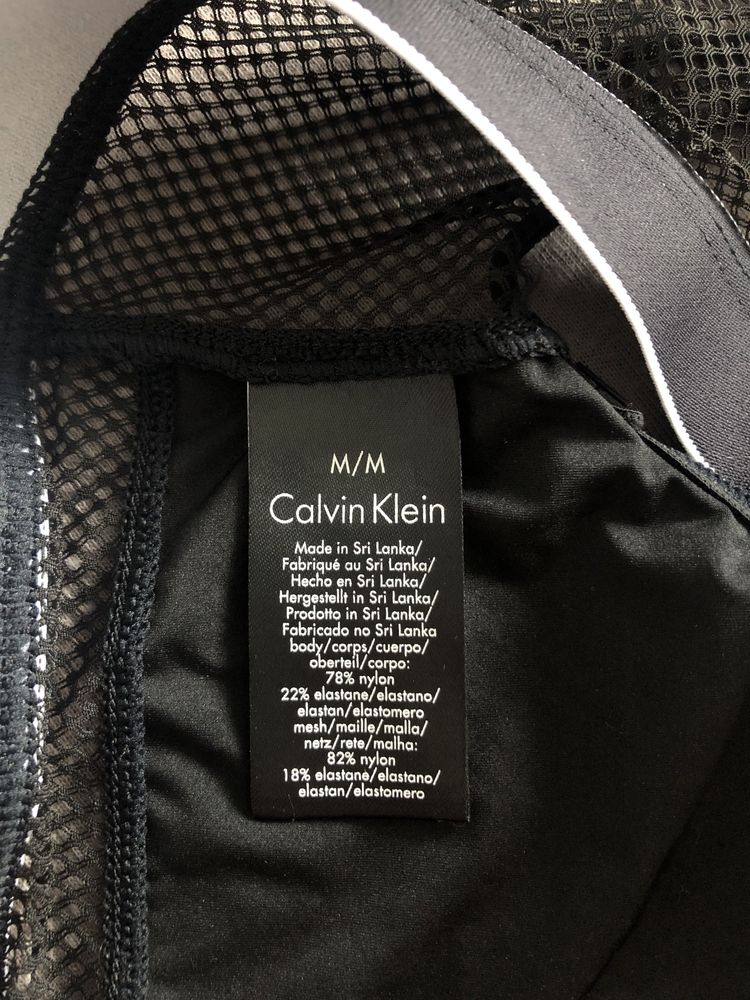 M/M
Calvin Klein
Made in Sri Lanka/
Fabriqué au Sri Lanka/
Hecho en Sri Lanka/
Hergestellt in Sri Lanka/
Prodotto in Sri Lanka/
Fabricado no Sri Lanka
body/corps/cuerpo/
oberteil/corpo:
78% nylon
22% elastane/elastano/
elastan/elastomero
mesh/maille/malla/
netz/rete/malha:
82% nylon
18% elastane/elastano/
elastan/elastomero